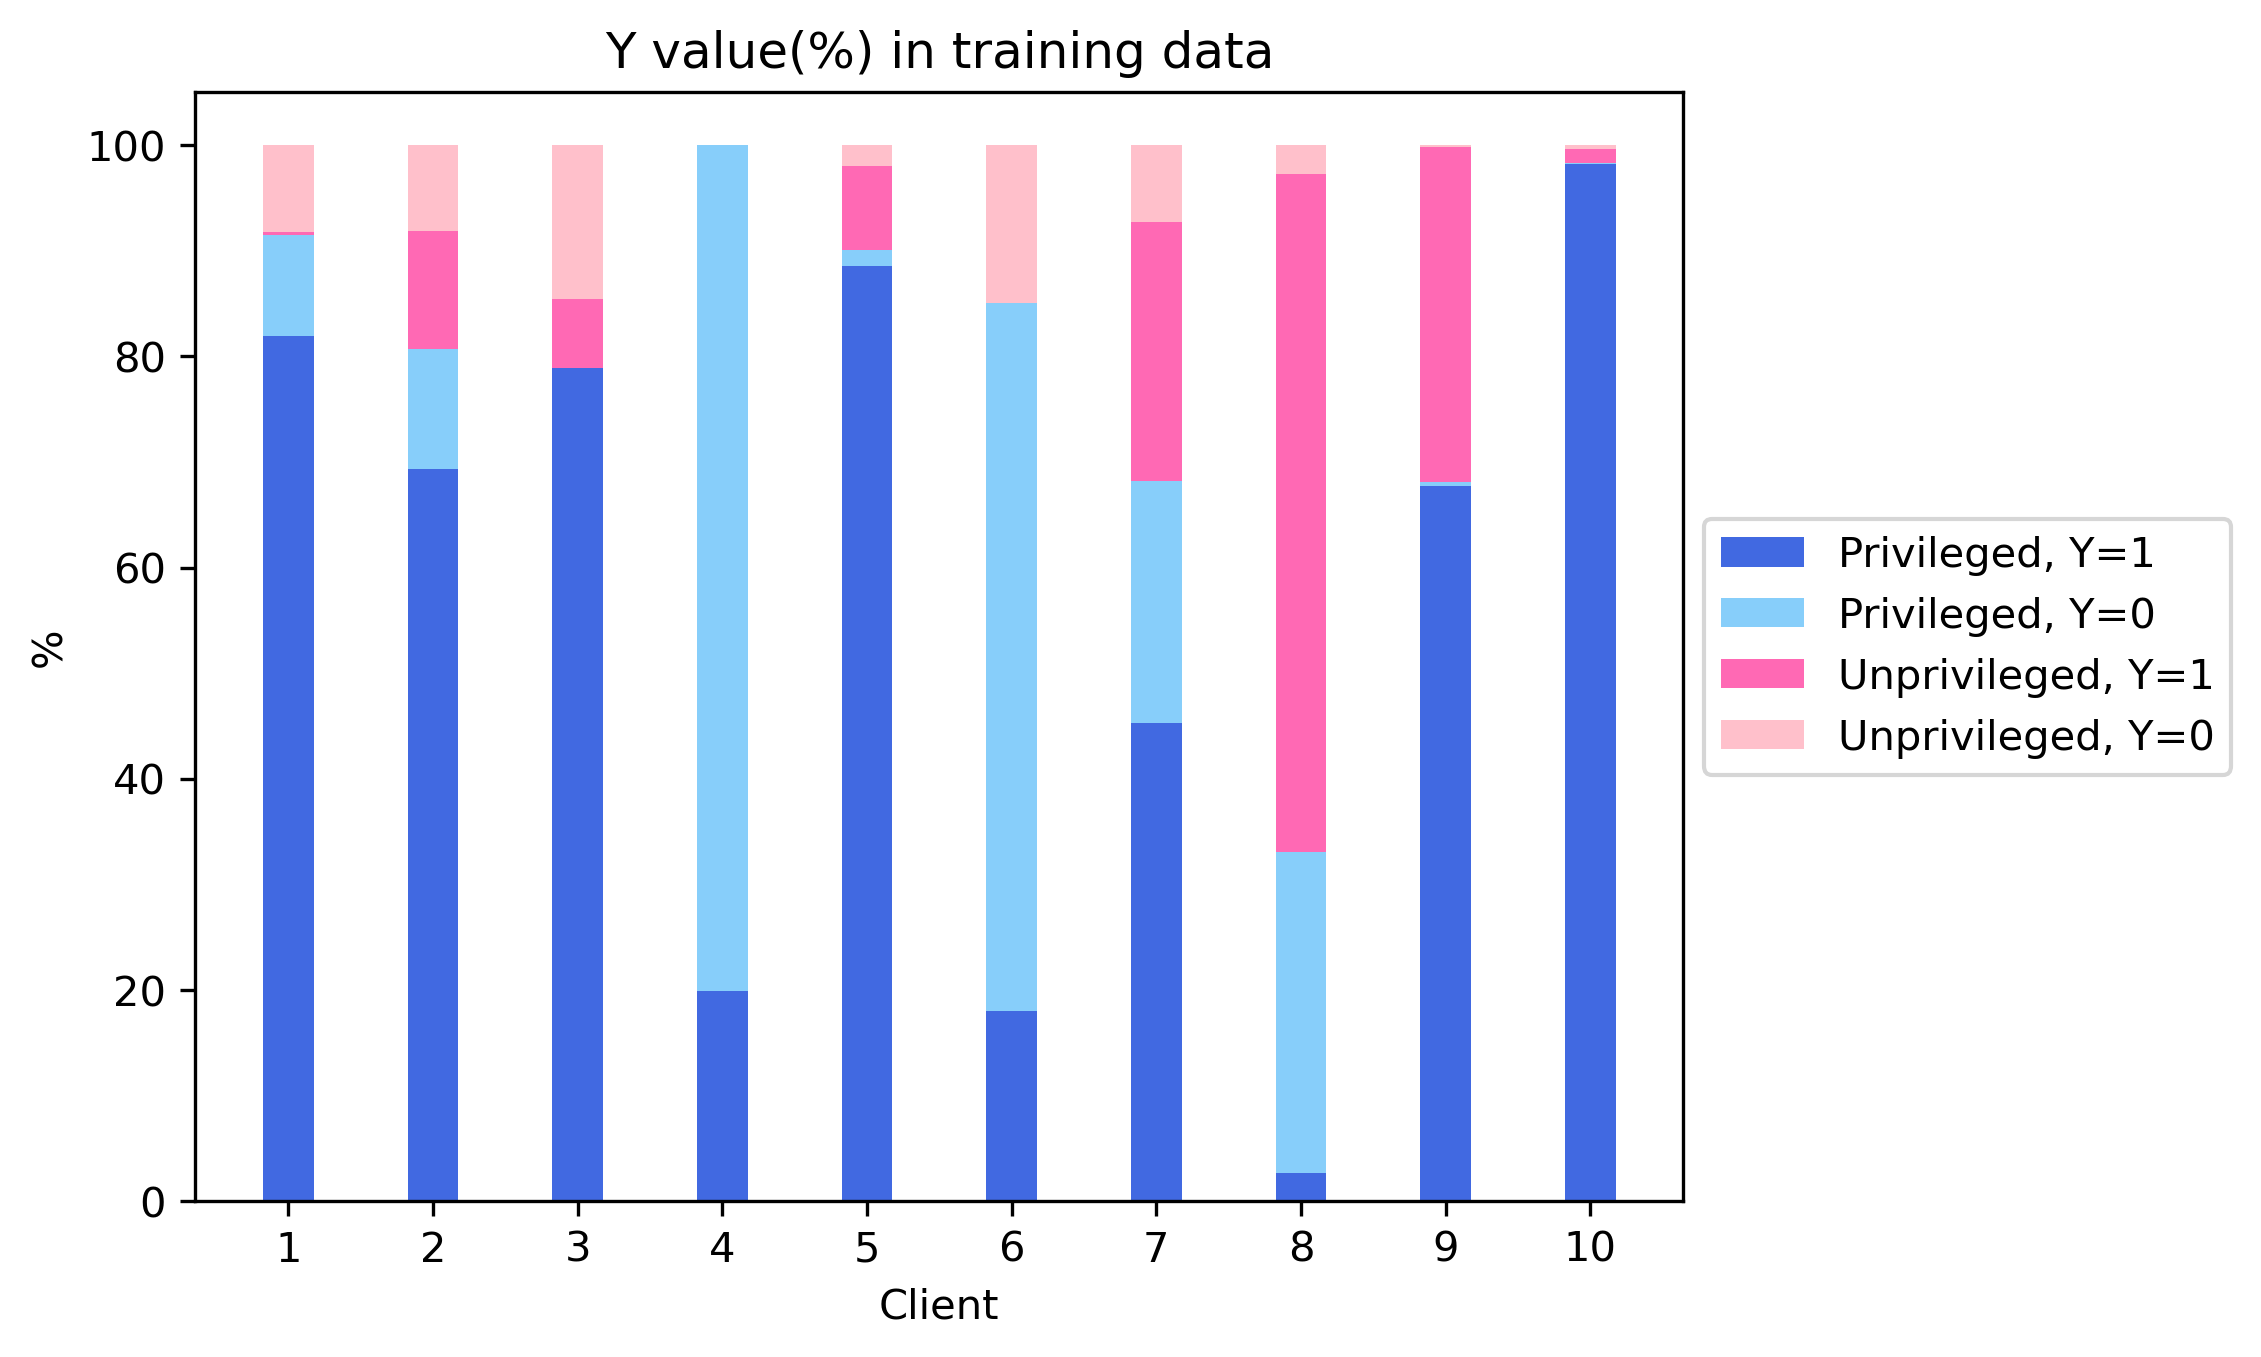 Y value(%) in training data
100
80
60
40
20
0
%
1 2 3 4 5 6 7 8 9 10
Client
Privileged, Y=1
Privileged, Y=0
Unprivileged, Y=1
Unprivileged, Y=0